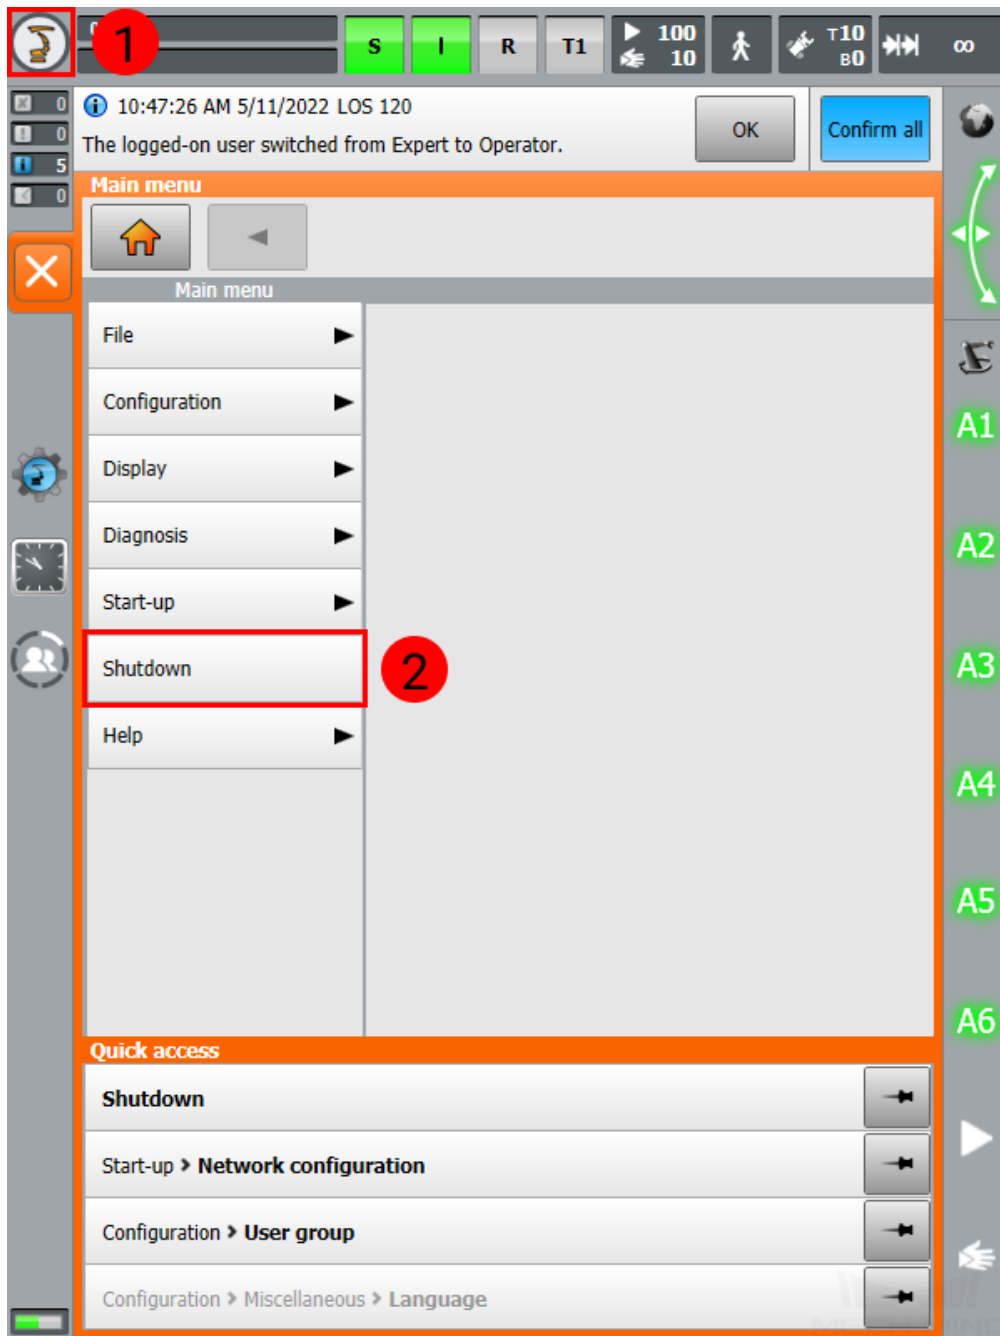 1
S I R T1 100 10 T10 B0 ∞
0
0
5
0
10:47:26 AM 5/11/2022 LOS 120
The logged-on user switched from Expert to Operator.
OK
Confirm all
Main menu
Main menu
File
Configuration
Display
Diagnosis
Start-up
Shutdown
2
Help
A1
A2
A3
A4
A5
A6
Quick access
Shutdown
Start-up > Network configuration
Configuration > User group
Configuration > Miscellaneous > Language